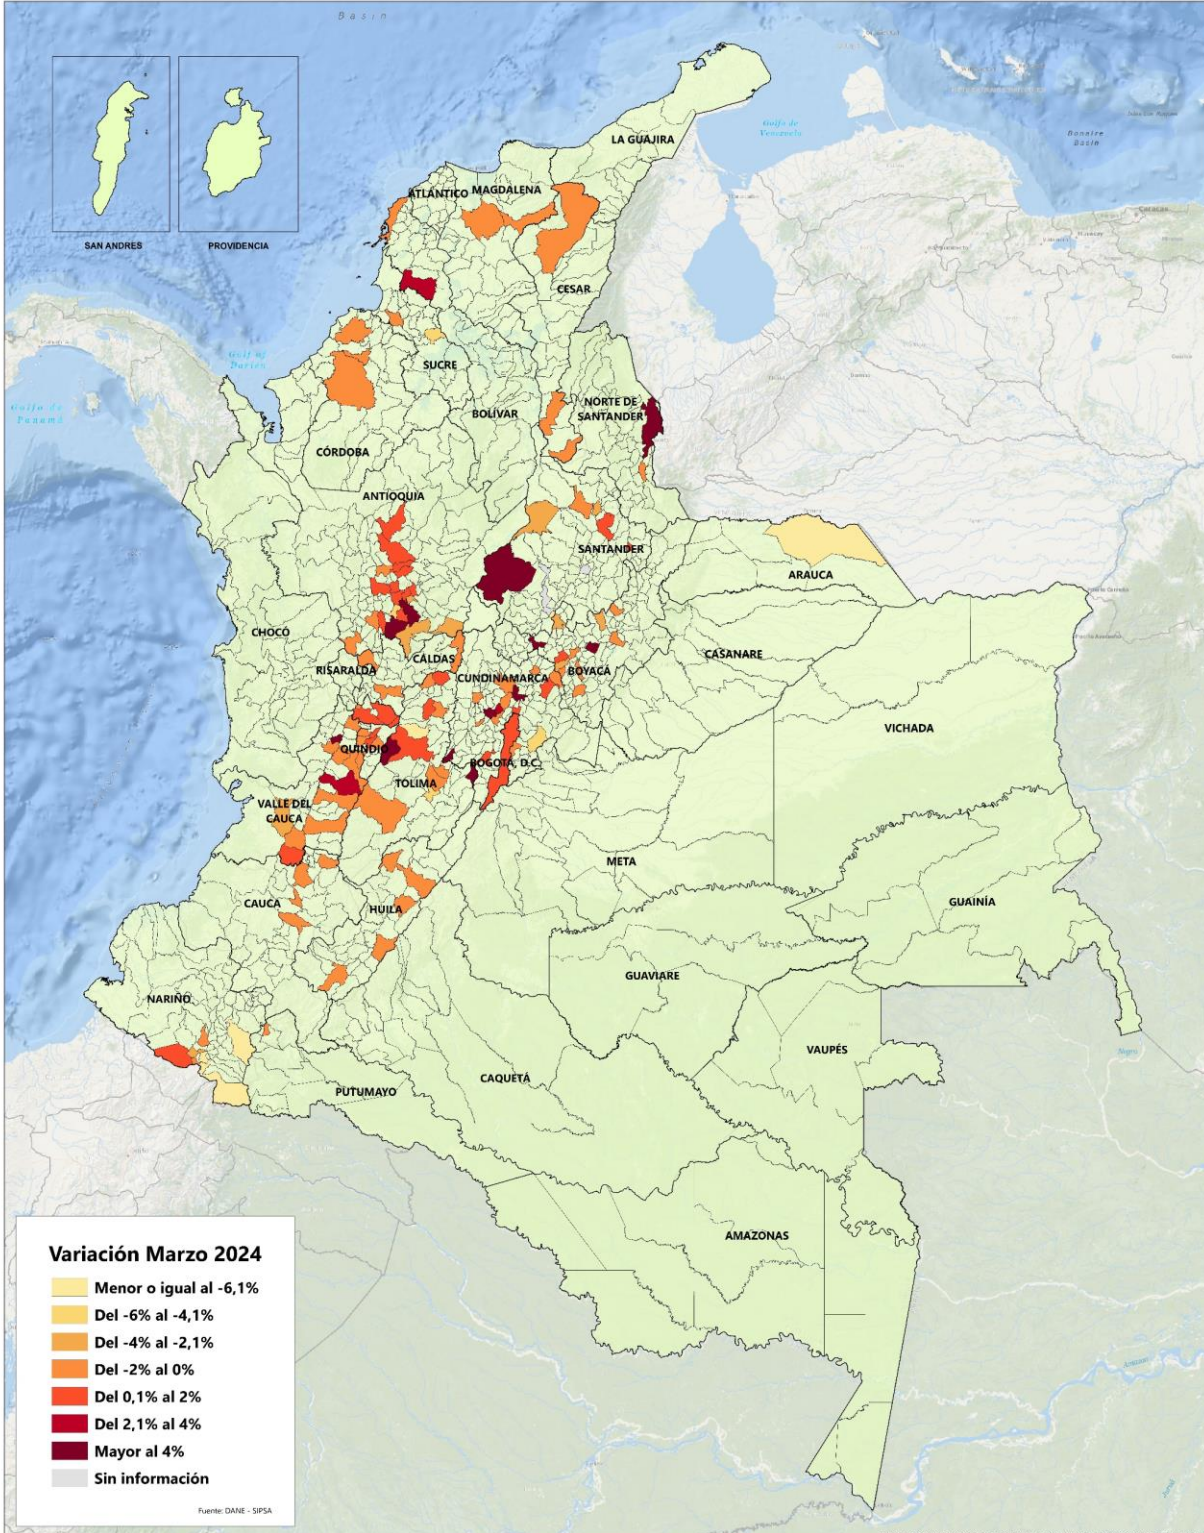 Basin
Golfo de
Venezuela
LA GUAJIRA
ATLÁNTICO
MAGDALENA
SAN ANDRES
PROVIDENCIA
CESAR
Golfo de
Panamá
Golf of
Darien
SUCRE
NORTE DE
SANTANDER
BOLÍVAR
CÓRDOBA
ANTIOQUIA
SANTANDER
ARAUCA
CHOCÓ
CASANARE
RISARALDA
CALDAS
CUNDINAMARCA
BOYACÁ
VICHADA
QUINDIO
BOGOTÁ, D.C.
TOLIMA
VALLE DEL
CAUCA
META
CAUCA
HUILA
GUAINÍA
GUAVIARE
NARIÑO
VAUPÉS
CAQUETÁ
PUTUMAYO
AMAZONAS
Variación Marzo 2024
Menor o igual al -6,1%
Del -6% al -4,1%
Del -4% al -2,1%
Del -2% al 0%
Del 0,1% al 2%
Del 2,1% al 4%
Mayor al 4%
Sin información
Fuente: DANE - SIPSA